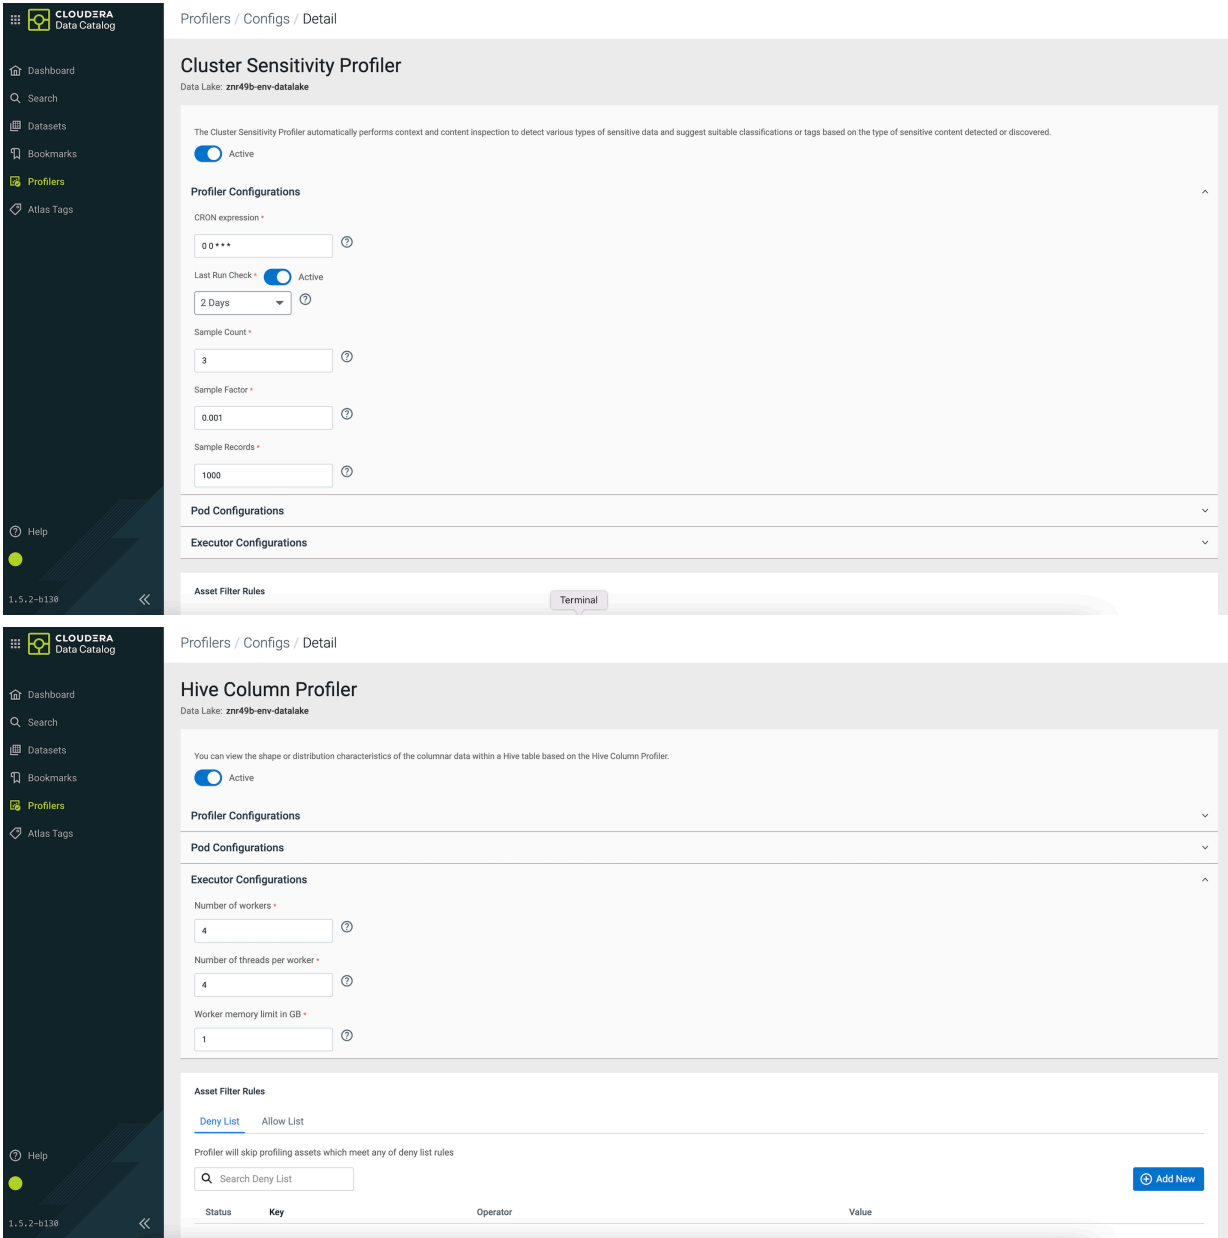 CLOUDERA
Data Catalog
Profilers / Configs / Detail
Dashboard
Search
Datasets
Bookmarks
Profilers
Atlas Tags
Help
1.5.2-b130
Cluster Sensitivity Profiler
Data Lake: znr49b-env-datalake
The Cluster Sensitivity Profiler automatically performs context and content inspection to detect various types of sensitive data and suggest suitable classifications or tags based on the type of sensitive content detected or discovered.
Active
Profiler Configurations
CRON expression *
0 0 * * *
Last Run Check * Active
2 Days
Sample Count *
3
Sample Factor *
0.001
Sample Records *
1000
Pod Configurations
Executor Configurations
Asset Filter Rules
Terminal
CLOUDERA
Data Catalog
Profilers / Configs / Detail
Dashboard
Search
Datasets
Bookmarks
Profilers
Atlas Tags
Help
1.5.2-b130
Hive Column Profiler
Data Lake: znr49b-env-datalake
You can view the shape or distribution characteristics of the columnar data within a Hive table based on the Hive Column Profiler.
Active
Profiler Configurations
Pod Configurations
Executor Configurations
Number of workers *
4
Number of threads per worker *
4
Worker memory limit in GB *
1
Asset Filter Rules
Deny List Allow List
Profiler will skip profiling assets which meet any of deny list rules
Search Deny List
Add New
Status Key Operator Value